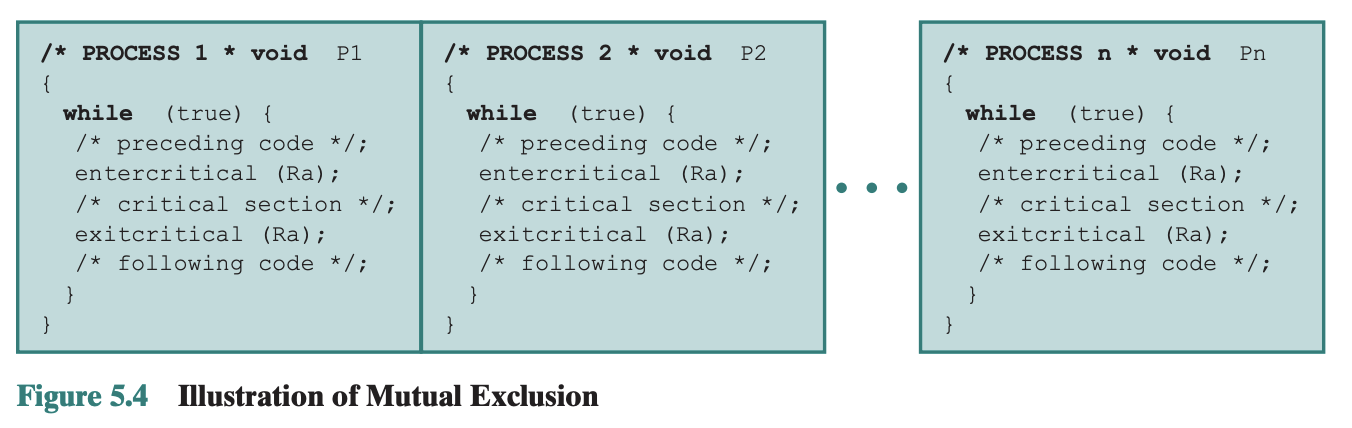 /* PROCESS 1 * void P1
{
while (true) {
/* preceding code */;
entercritical (Ra);
/* critical section */;
exitcritical (Ra);
/* following code */;
}
}
/* PROCESS 2 * void P2
{
while (true) {
/* preceding code */;
entercritical (Ra);
/* critical section */;
exitcritical (Ra);
/* following code */;
}
}
• • •
/* PROCESS n * void Pn
{
while (true) {
/* preceding code */;
entercritical (Ra);
/* critical section */;
exitcritical (Ra);
/* following code */;
}
}
Figure 5.4 Illustration of Mutual Exclusion